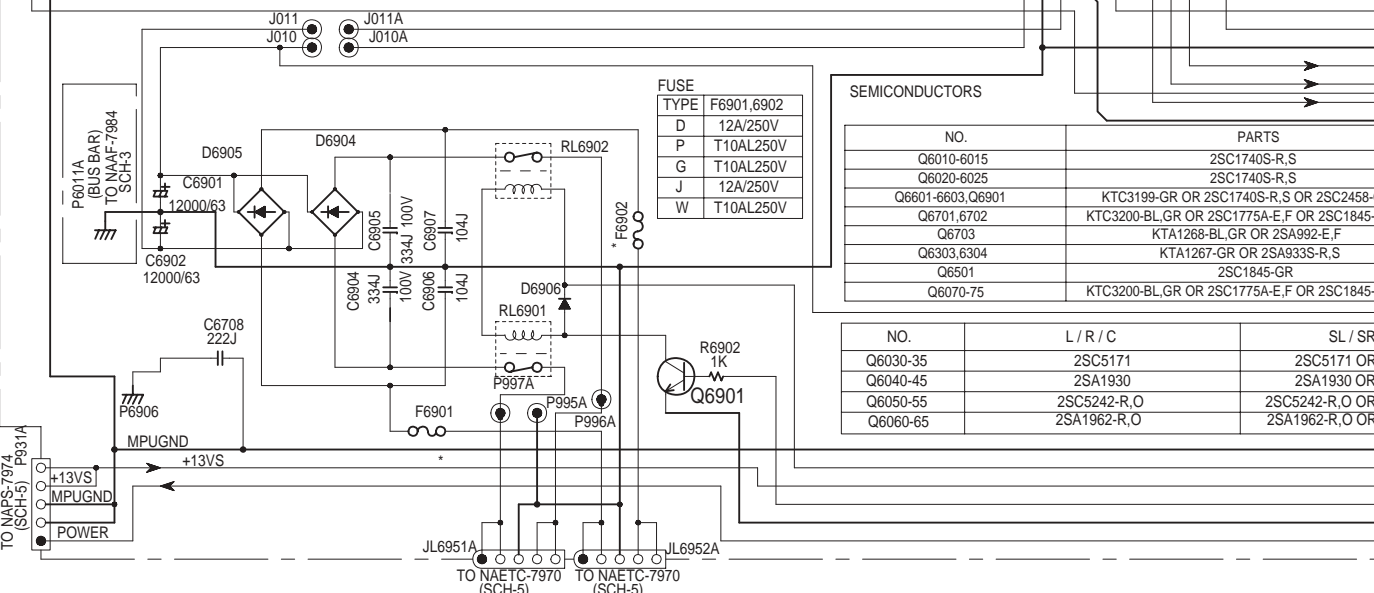 J011
J011A
J010
J010A
P6011A
(BUS BAR)
TO NAAF-7984
SCH-3
D6905
D6904
C6901
12000/63
C6902
12000/63
C6905
334J 100V
C6907
104J
C6904
334J
100V
C6906
104J
RL6902
* F6902
D6906
RL6901
P997A
P995A
P996A
F6901
*
R6902
1K
Q6901
C6708
222J
P6906
MPUGND
+13VS
P931A
TO NAPS-7974
(SCH-5)
+13VS
MPUGND
POWER
JL6951A
JL6952A
TO NAETC-7970
(SCH-5)
TO NAETC-7970
(SCH-5)
FUSE
TYPE F6901,6902
D 12A/250V
P T10AL250V
G T10AL250V
J 12A/250V
W T10AL250V
SEMICONDUCTORS
NO. PARTS
Q6010-6015 2SC1740S-R,S
Q6020-6025 2SC1740S-R,S
Q6601-6603,Q6901 KTC3199-GR OR 2SC1740S-R,S OR 2SC2458-
Q6701,6702 KTC3200-BL,GR OR 2SC1775A-E,F OR 2SC1845-
Q6703 KTA1268-BL,GR OR 2SA992-E,F
Q6303,6304 KTA1267-GR OR 2SA933S-R,S
Q6501 2SC1845-GR
Q6070-75 KTC3200-BL,GR OR 2SC1775A-E,F OR 2SC1845-
NO. L / R / C SL / SR
Q6030-35 2SC5171 2SC5171 OR
Q6040-45 2SA1930 2SA1930 OR
Q6050-55 2SC5242-R,O 2SC5242-R,O OR
Q6060-65 2SA1962-R,O 2SA1962-R,O OR